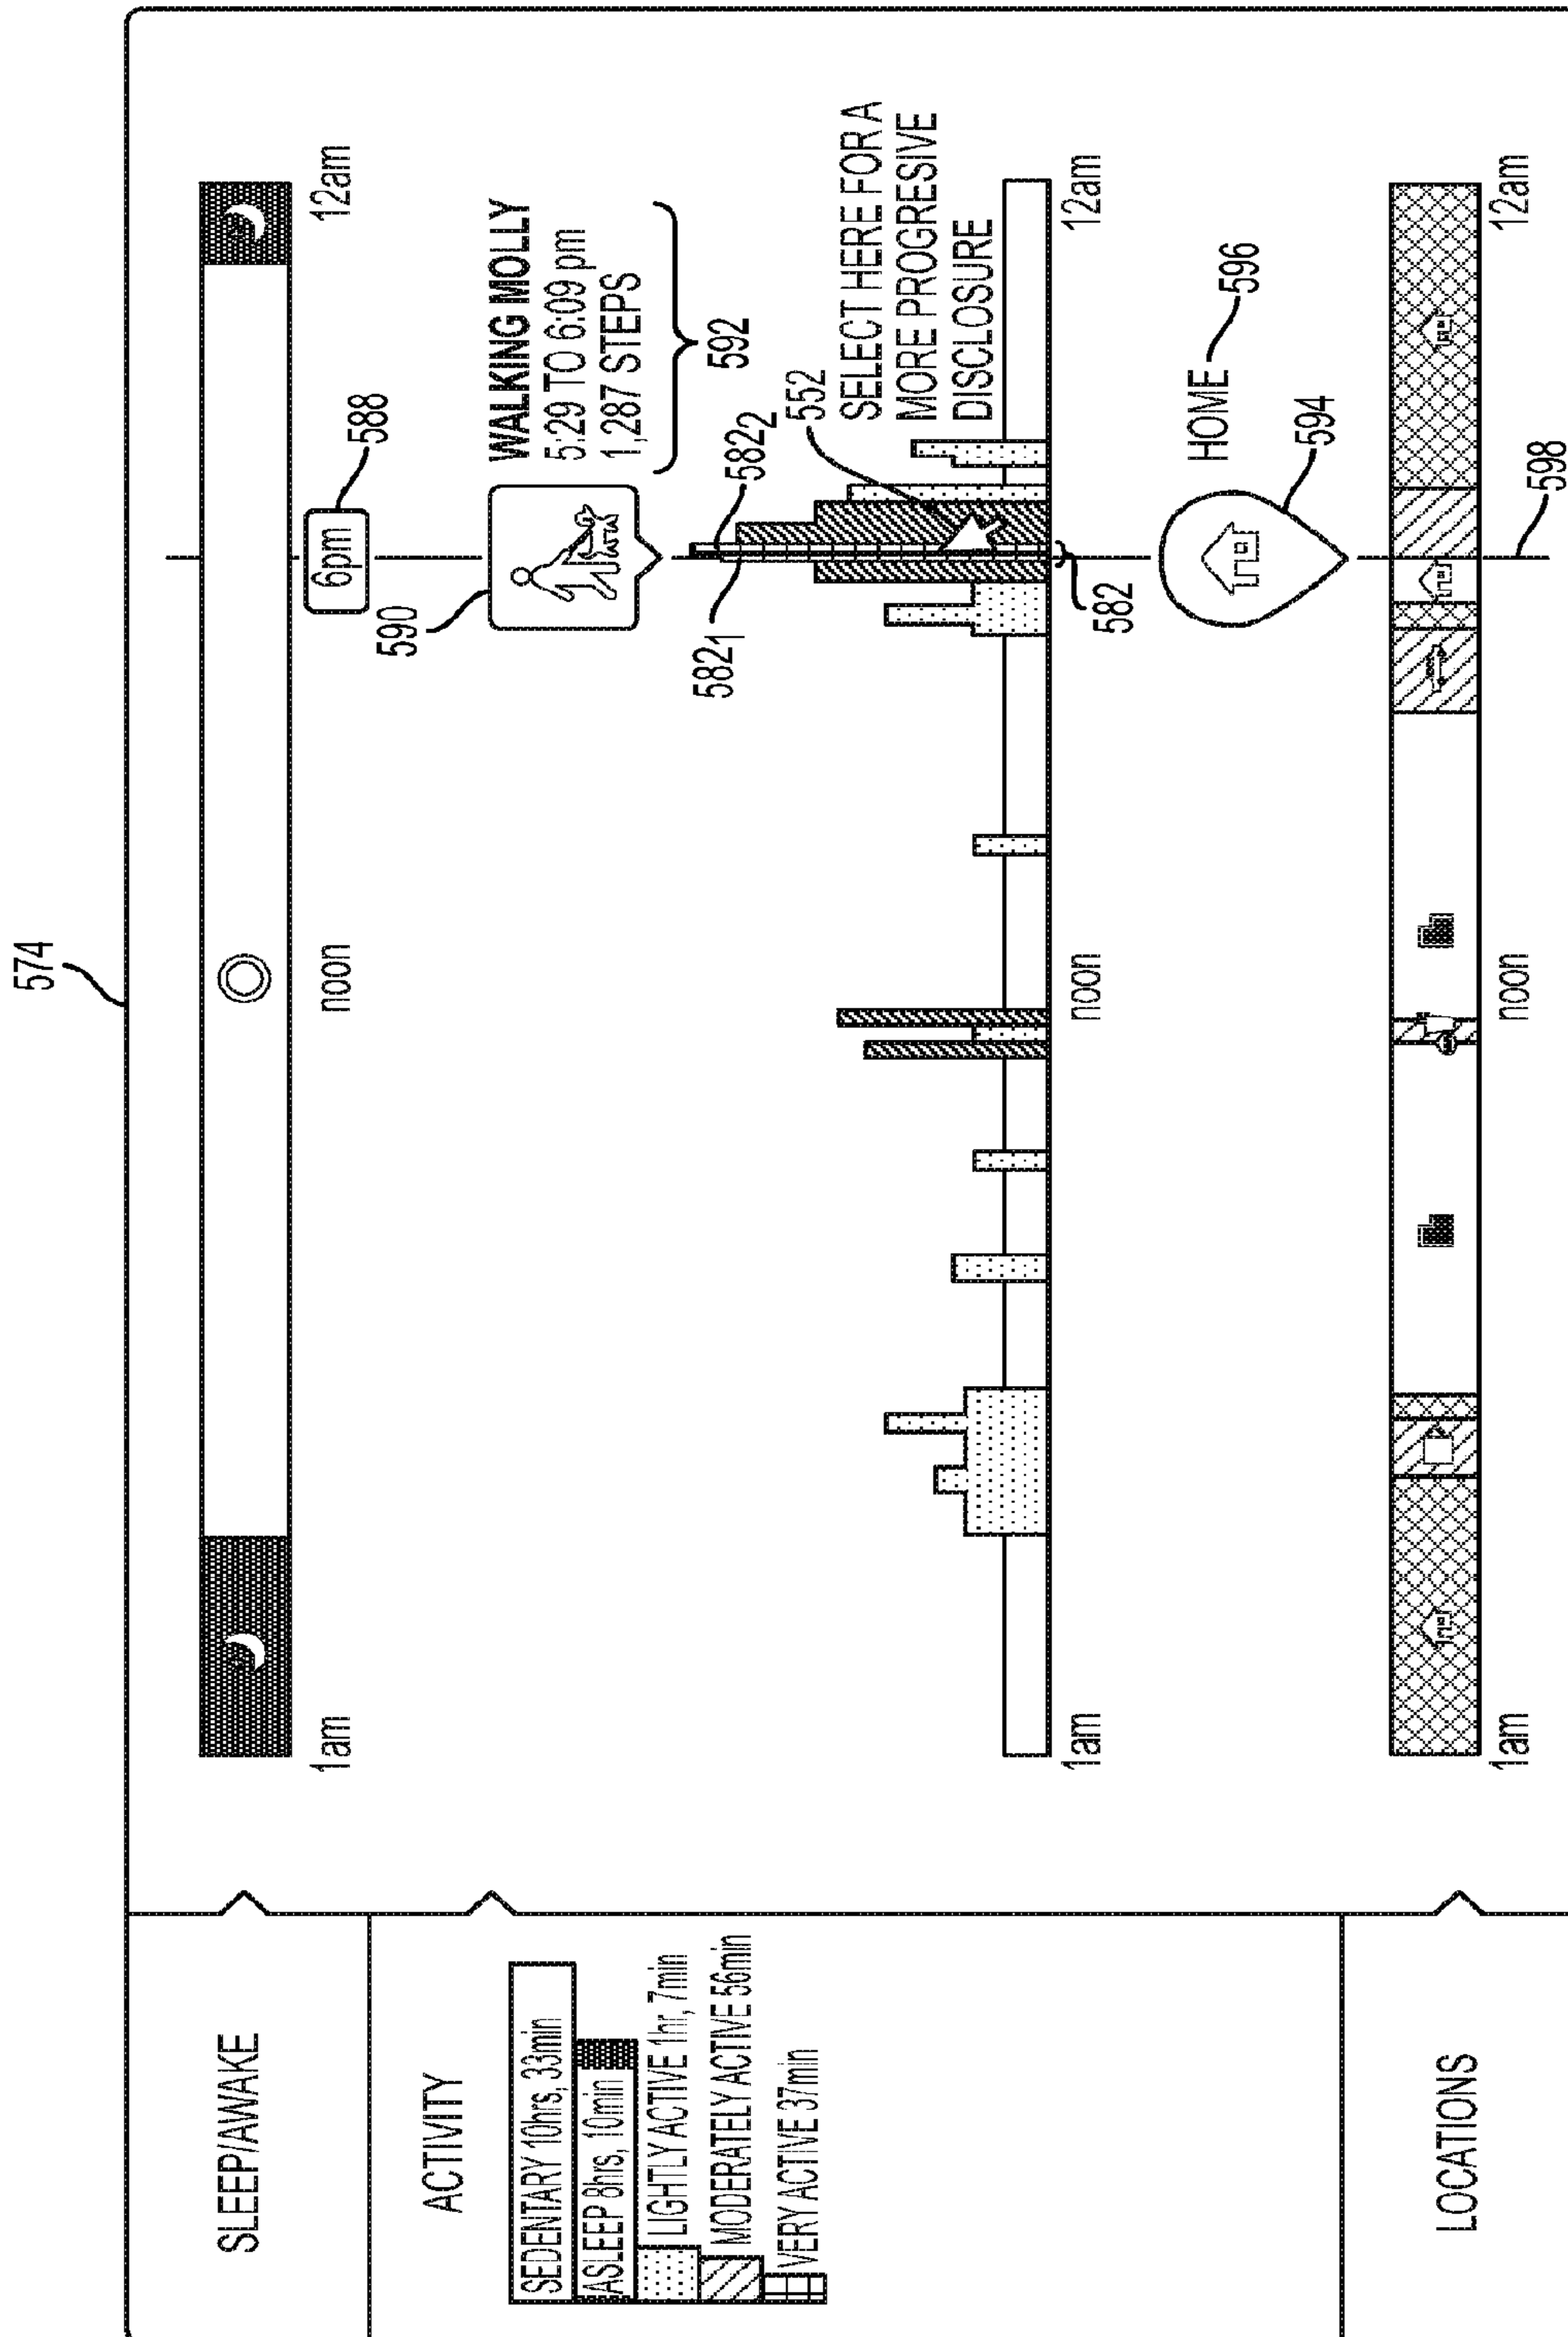 574
SLEEP/AWAKE
1am
noon
12am
6pm
588
ACTIVITY
SEDENTARY 10hrs, 33min
ASLEEP 8hrs, 10min
LIGHTLY ACTIVE 1hr, 7min
MODERATELY ACTIVE 56min
VERY ACTIVE 37min
590
WALKING MOLLY
5:29 TO 6:09 pm
1,287 STEPS
592
582₁
582₂
552
SELECT HERE FOR A
MORE PROGRESIVE
DISCLOSURE
1am
noon
12am
582
HOME
596
594
LOCATIONS
1am
noon
12am
598